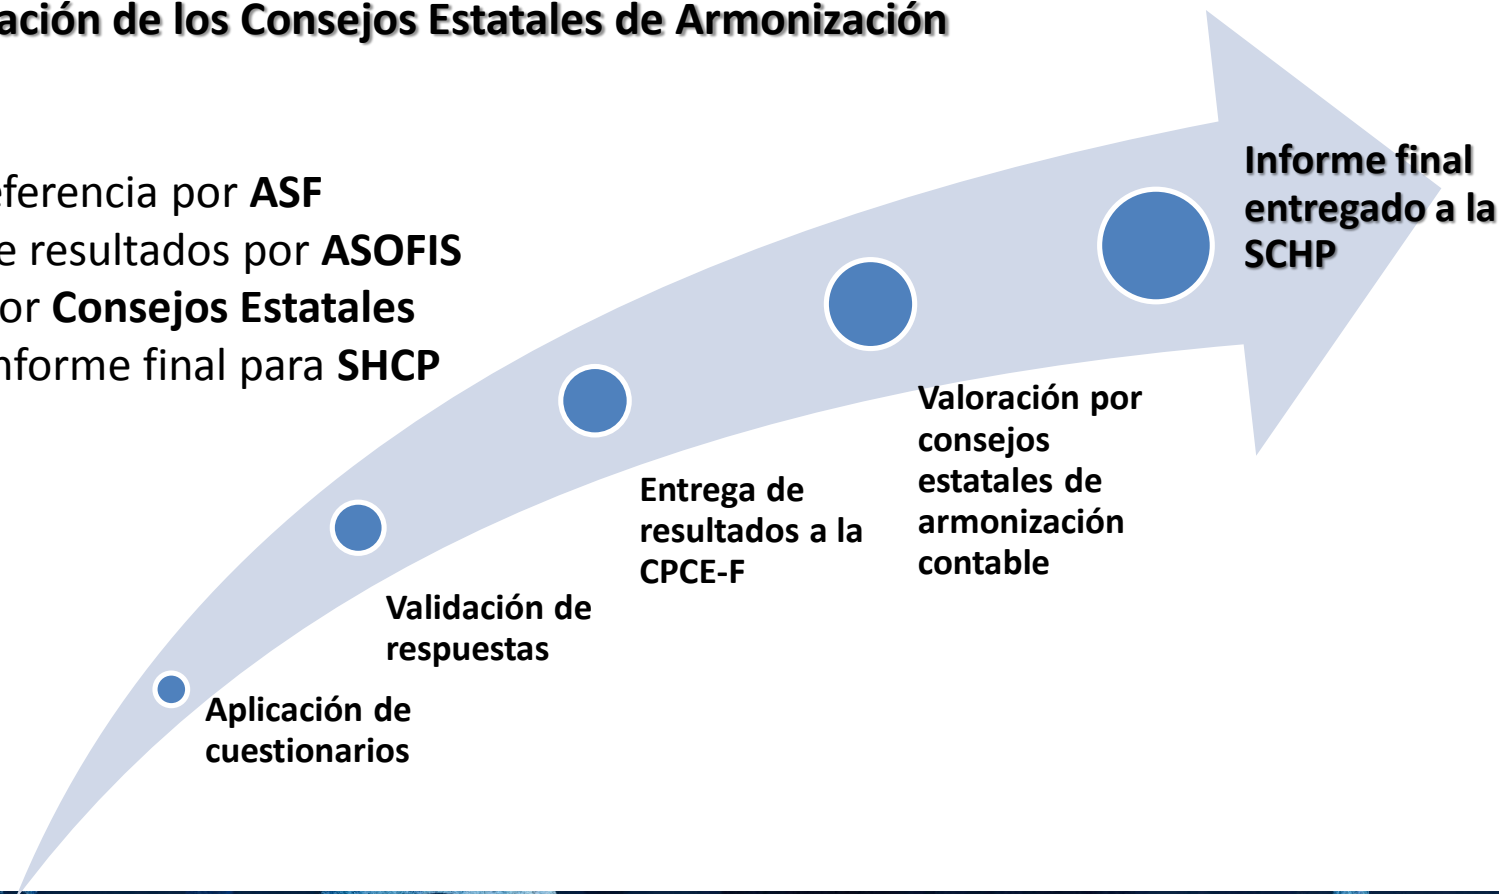 ación de los Consejos Estatales de Armonización
eferencia por ASF
e resultados por ASOFIS
or Consejos Estatales
nforme final para SHCP
Informe final
entregado a la
SCHP
Valoración por
consejos
estatales de
armonización
contable
Entrega de
resultados a la
CPCE-F
Validación de
respuestas
Aplicación de
cuestionarios